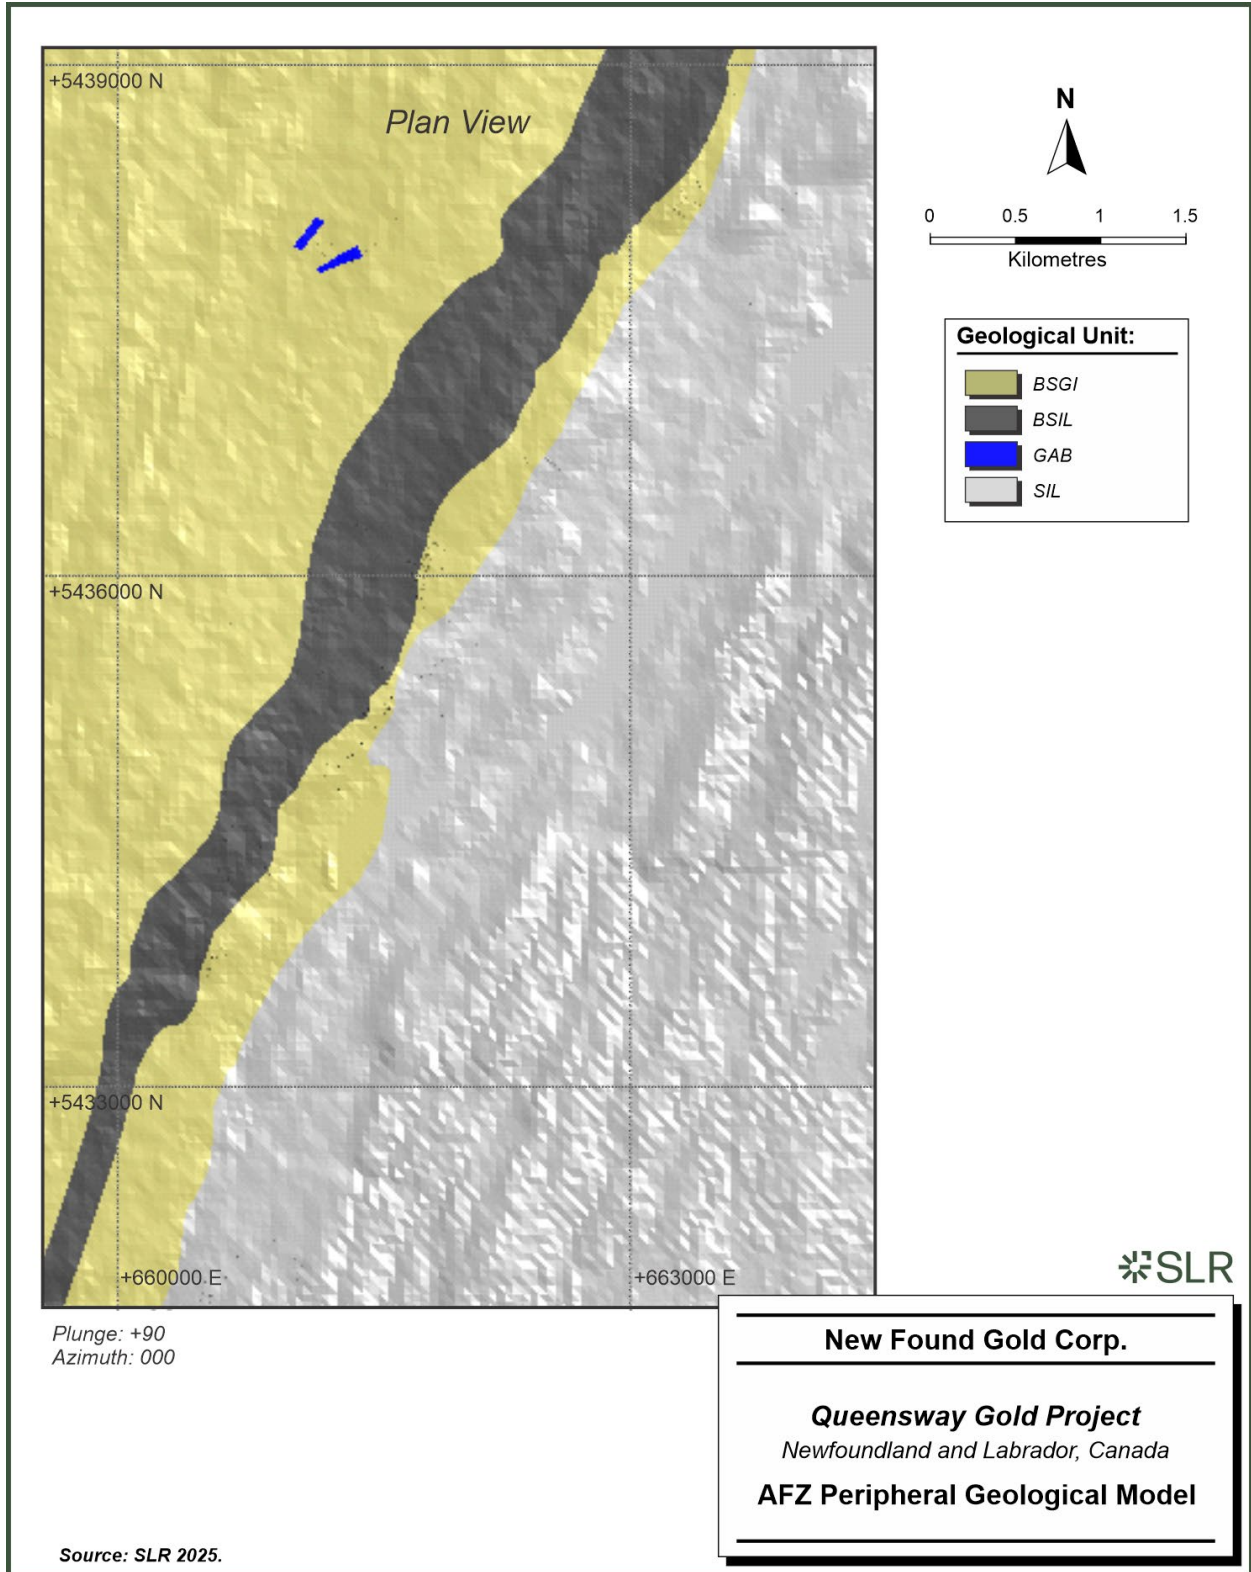 +5439000 N
Plan View
N
0 0.5 1 1.5
Kilometres
Geological Unit:
BSGI
BSIL
GAB
SIL
+5436000 N
+5433000 N
+660000 E
+663000 E
SLR
Plunge: +90
Azimuth: 000
New Found Gold Corp.
Queensway Gold Project
Newfoundland and Labrador, Canada
AFZ Peripheral Geological Model
Source: SLR 2025.